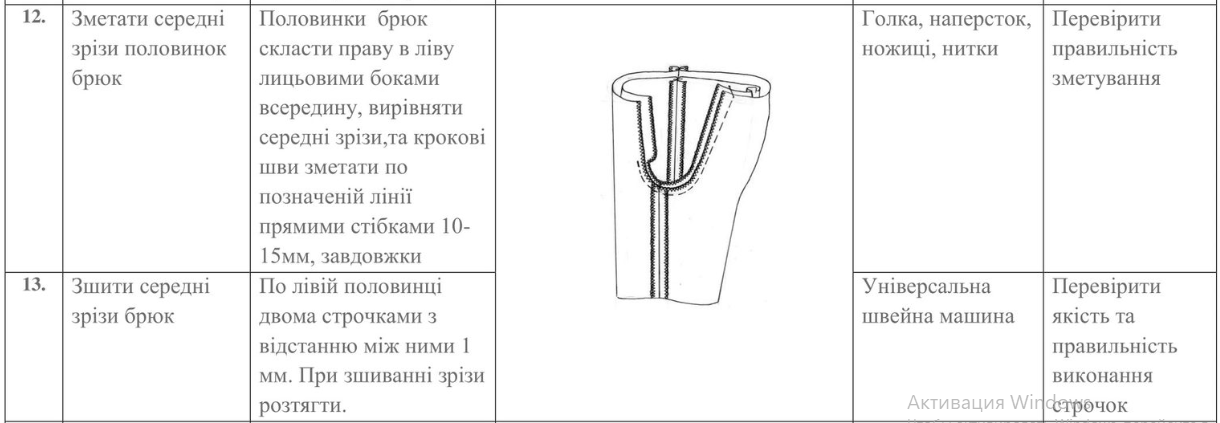 12.
Зметати середні
зрізи половинок
брюк
Половинки брюк
скласти праву в ліву
лицьовими боками
всередину, вирівняти
середні зрізи,та крокові
шви зметати по
позначеній лінії
прямими стібками 10-
15мм, завдовжки
Голка, наперсток,
ножиці, нитки
Перевірити
правильність
зметування
13.
Зшити середні
зрізи брюк
По лівій половинці
двома строчками з
відстанню між ними 1
мм. При зшиванні зрізи
розтягти.
Універсальна
швейна машина
Перевірити
якість та
правильність
виконання
строчок
Активация Windows